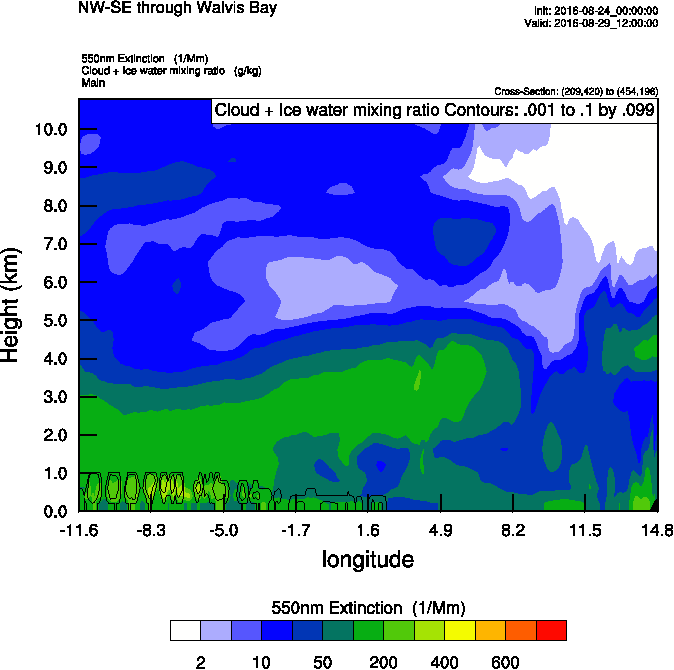 NW-SE through Walvis Bay
Init: 2016-08-24_00:00:00
Valid: 2016-08-29_12:00:00
550nm Extinction (1/Mm)
Cloud + Ice water mixing ratio (g/kg)
Main
Cross-Section: (209,420) to (454,196)
Cloud + Ice water mixing ratio Contours: .001 to .1 by .099
10.0
9.0
8.0
7.0
6.0
5.0
4.0
3.0
2.0
1.0
0.0
Height (km)
-11.6 -8.3 -5.0 -1.7 1.6 4.9 8.2 11.5 14.8
longitude
550nm Extinction (1/Mm)
2 10 50 200 400 600